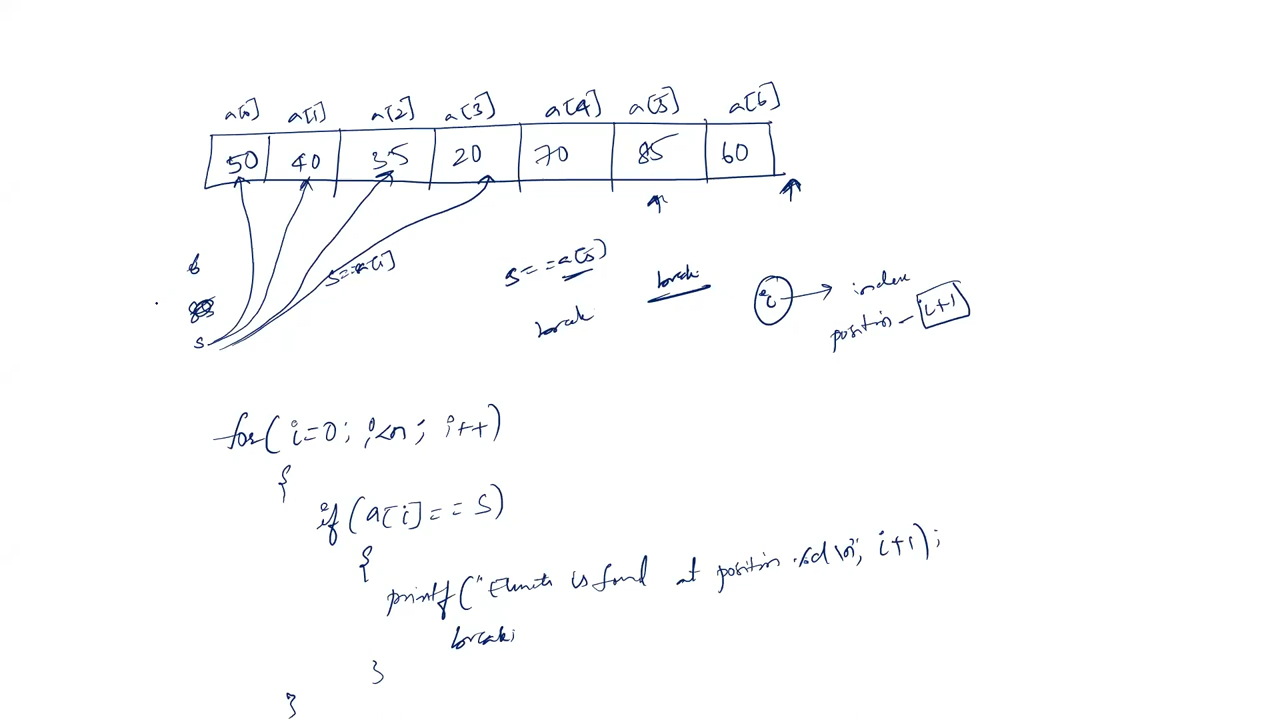 a[0] a[1] a[2] a[3] a[4] a[5] a[6]
50 40 35 20 70 85 60
s==a[i]
s==a[5]
break
break
i → index
position - i+1
s
for(i=0; i<n; i++)
{
if(a[i]==s)
{
printf("Element is found at position %d\n", i+1);
break;
}
}